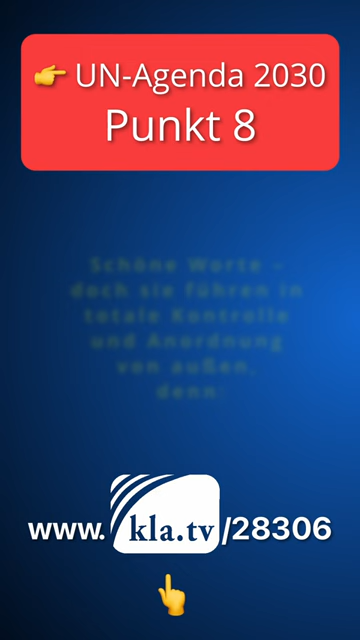 👉 UN-Agenda 2030
Punkt 8
Schöne Worte –
doch sie führen in
totale Kontrolle
und Anordnung
von außen,
denn:
www.kla.tv/28306